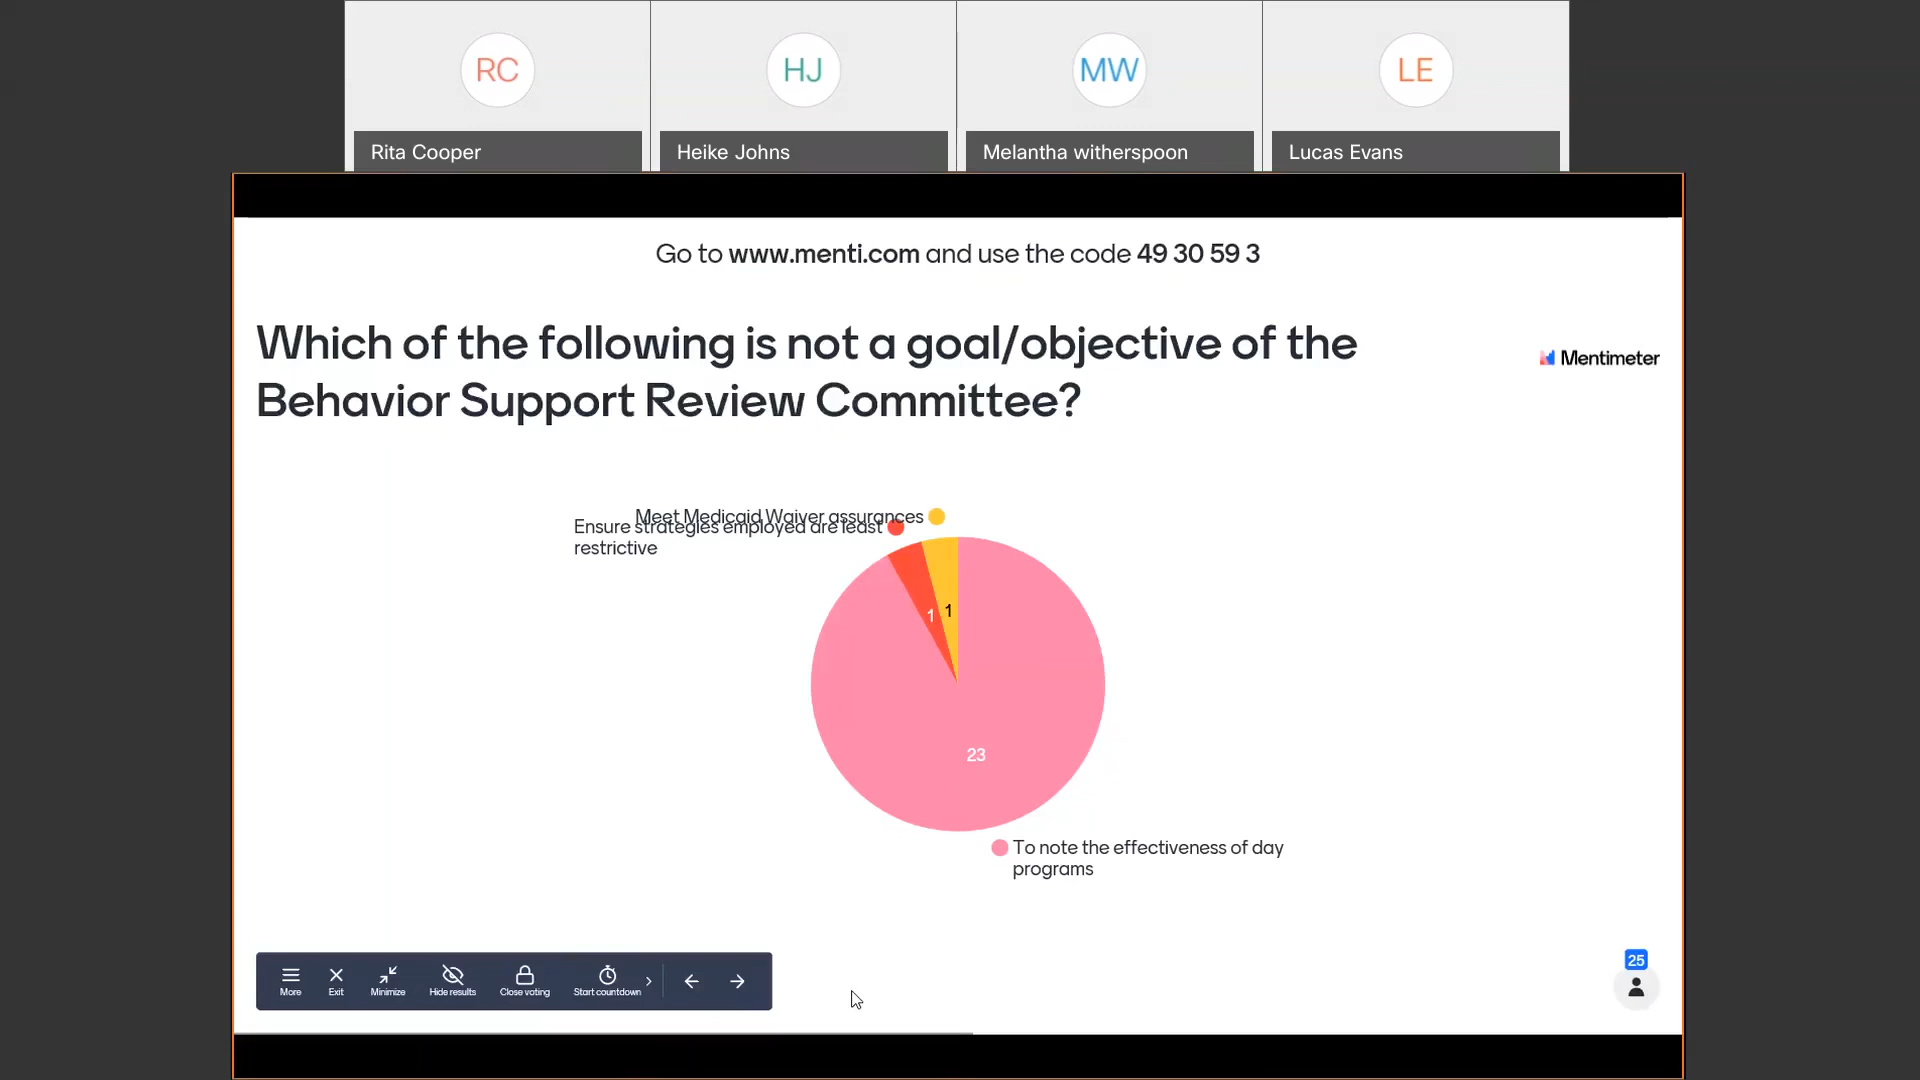 RC
HJ
MW
LE
Rita Cooper
Heike Johns
Melantha witherspoon
Lucas Evans
Go to www.menti.com and use the code 49 30 59 3
Which of the following is not a goal/objective of the
Behavior Support Review Committee?
Mentimeter
Meet Medicaid Waiver assurances
Ensure strategies employed are least
restrictive
1
1
23
To note the effectiveness of day
programs
More
Exit
Minimize
Hide results
Close voting
Start countdown
25